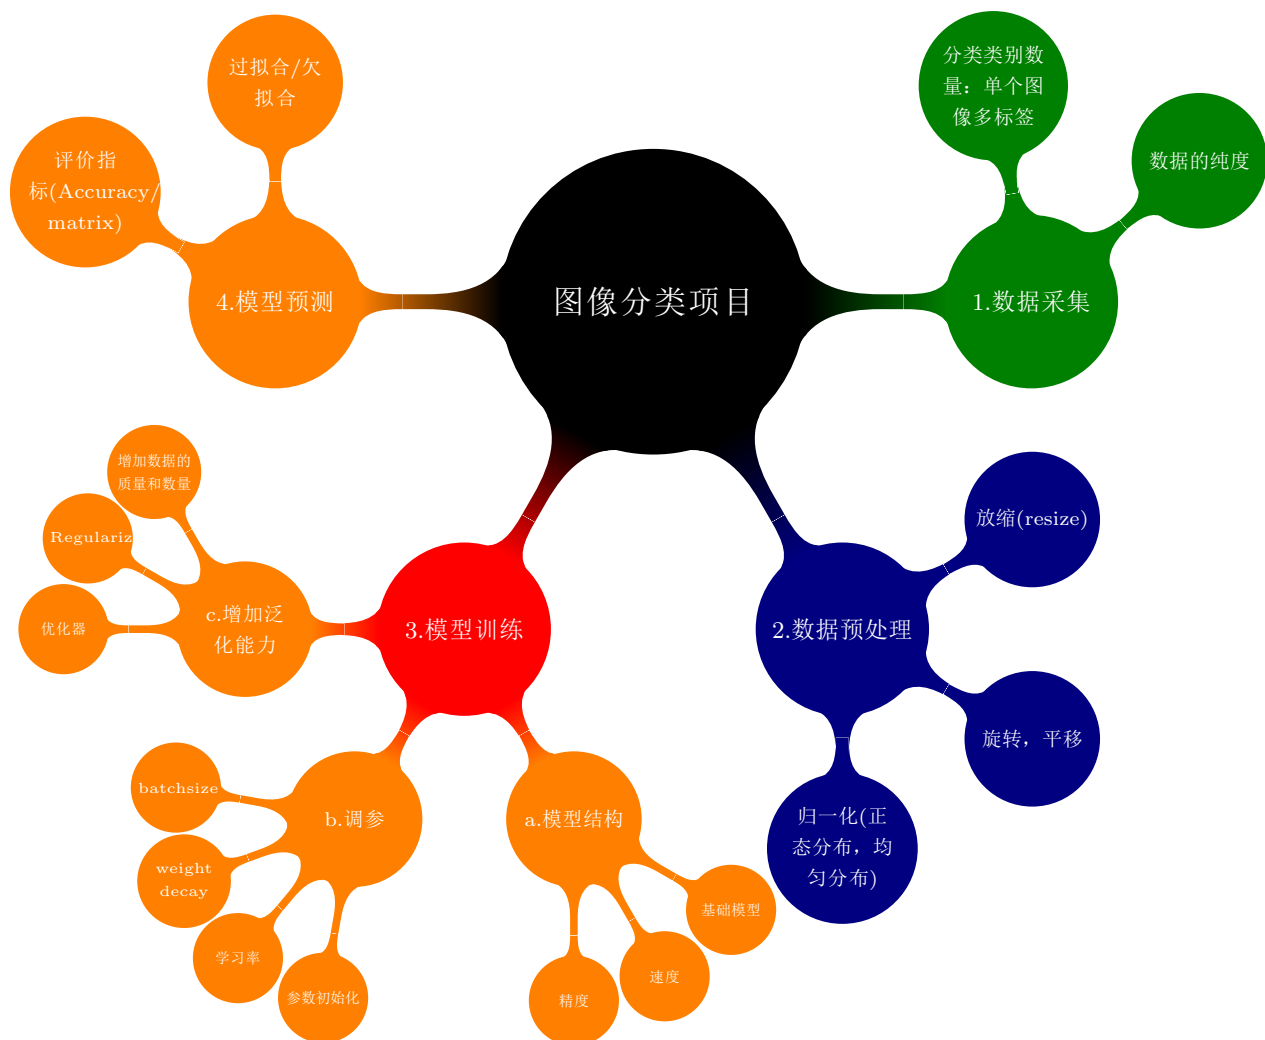 图像分类项目
1.数据采集
分类类别数
量：单个图
像多标签
数据的纯度
2.数据预处理
放缩(resize)
旋转，平移
归一化(正
态分布，均
匀分布)
3.模型训练
a.模型结构
基础模型
速度
精度
b.调参
参数初始化
学习率
weight
decay
batchsize
c.增加泛
化能力
优化器
Regulariz
增加数据的
质量和数量
4.模型预测
评价指
标(Accuracy/
matrix)
过拟合/欠
拟合